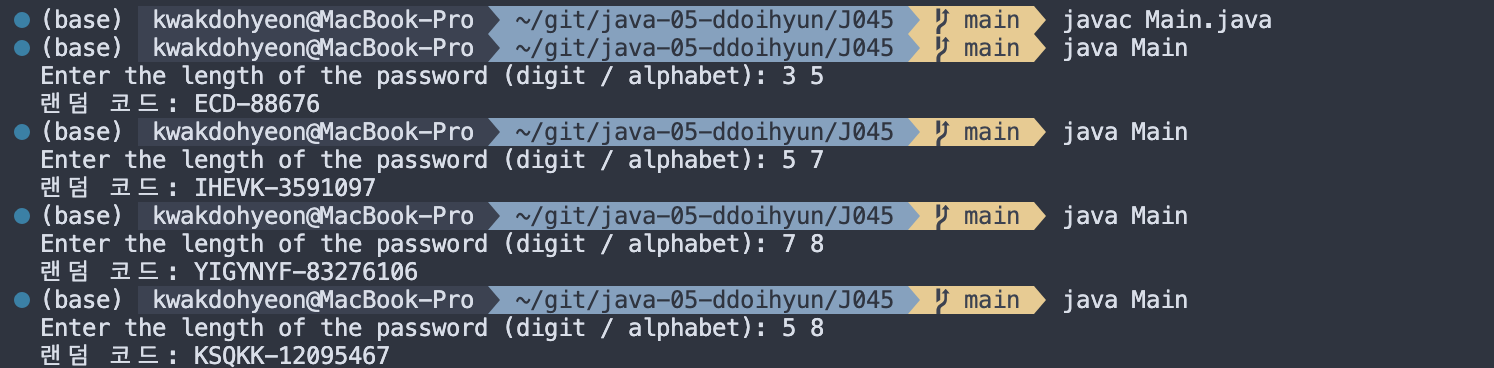 (base) kwakdohyeon@MacBook-Pro ~/git/java-05-ddoihyun/J045 main javac Main.java
(base) kwakdohyeon@MacBook-Pro ~/git/java-05-ddoihyun/J045 main java Main
Enter the length of the password (digit / alphabet): 3 5
랜덤 코드: ECD-88676
(base) kwakdohyeon@MacBook-Pro ~/git/java-05-ddoihyun/J045 main java Main
Enter the length of the password (digit / alphabet): 5 7
랜덤 코드: IHEVK-3591097
(base) kwakdohyeon@MacBook-Pro ~/git/java-05-ddoihyun/J045 main java Main
Enter the length of the password (digit / alphabet): 7 8
랜덤 코드: YIGYNYF-83276106
(base) kwakdohyeon@MacBook-Pro ~/git/java-05-ddoihyun/J045 main java Main
Enter the length of the password (digit / alphabet): 5 8
랜덤 코드: KSQKK-12095467